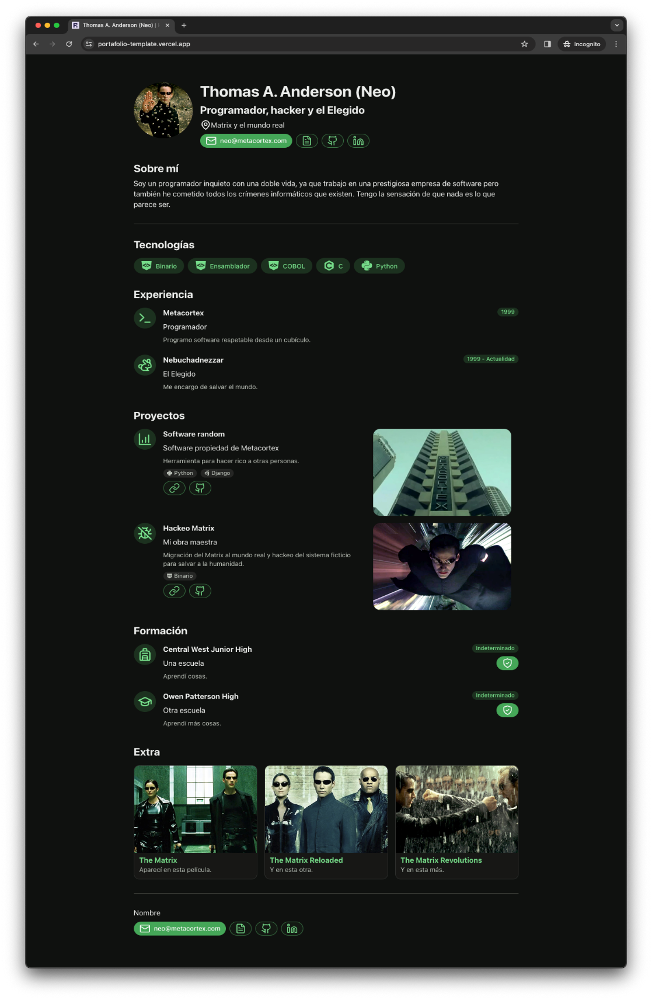 Thomas A. Anderson (Neo) |
portafolio-template.vercel.app
Incognito
Thomas A. Anderson (Neo)
Programador, hacker y el Elegido
Matrix y el mundo real
neo@metacortex.com
Sobre mí
Soy un programador inquieto con una doble vida, ya que trabajo en una prestigiosa empresa de software pero
también he cometido todos los crímenes informáticos que existen. Tengo la sensación de que nada es lo que
parece ser.
Tecnologías
Binario
Ensamblador
COBOL
C
Python
Experiencia
Metacortex
1999
Programador
Programo software respetable desde un cubículo.
Nebuchadnezzar
1999 - Actualidad
El Elegido
Me encargo de salvar el mundo.
Proyectos
Software random
Software propiedad de Metacortex
Herramienta para hacer rico a otras personas.
Python
dj Django
METACORTEX
Hackeo Matrix
Mi obra maestra
Migración del Matrix al mundo real y hackeo del sistema ficticio
para salvar a la humanidad.
Binario
Formación
Central West Junior High
Indeterminado
Una escuela
Aprendí cosas.
Owen Patterson High
Indeterminado
Otra escuela
Aprendí más cosas.
Extra
The Matrix
Aparecí en esta película.
The Matrix Reloaded
Y en esta otra.
The Matrix Revolutions
Y en esta más.
Nombre
neo@metacortex.com